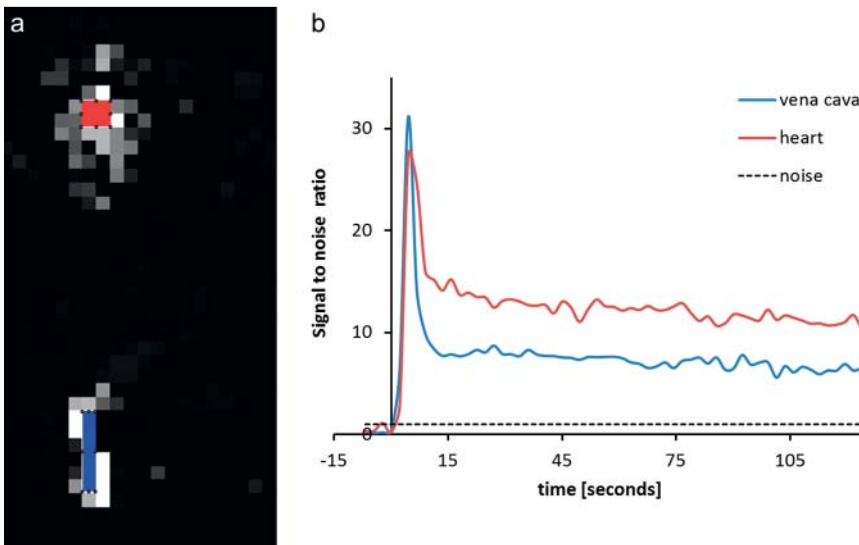 a
b
vena cava
heart
noise
Signal to noise ratio
30
20
10
0
-15
15
45
75
105
time [seconds]